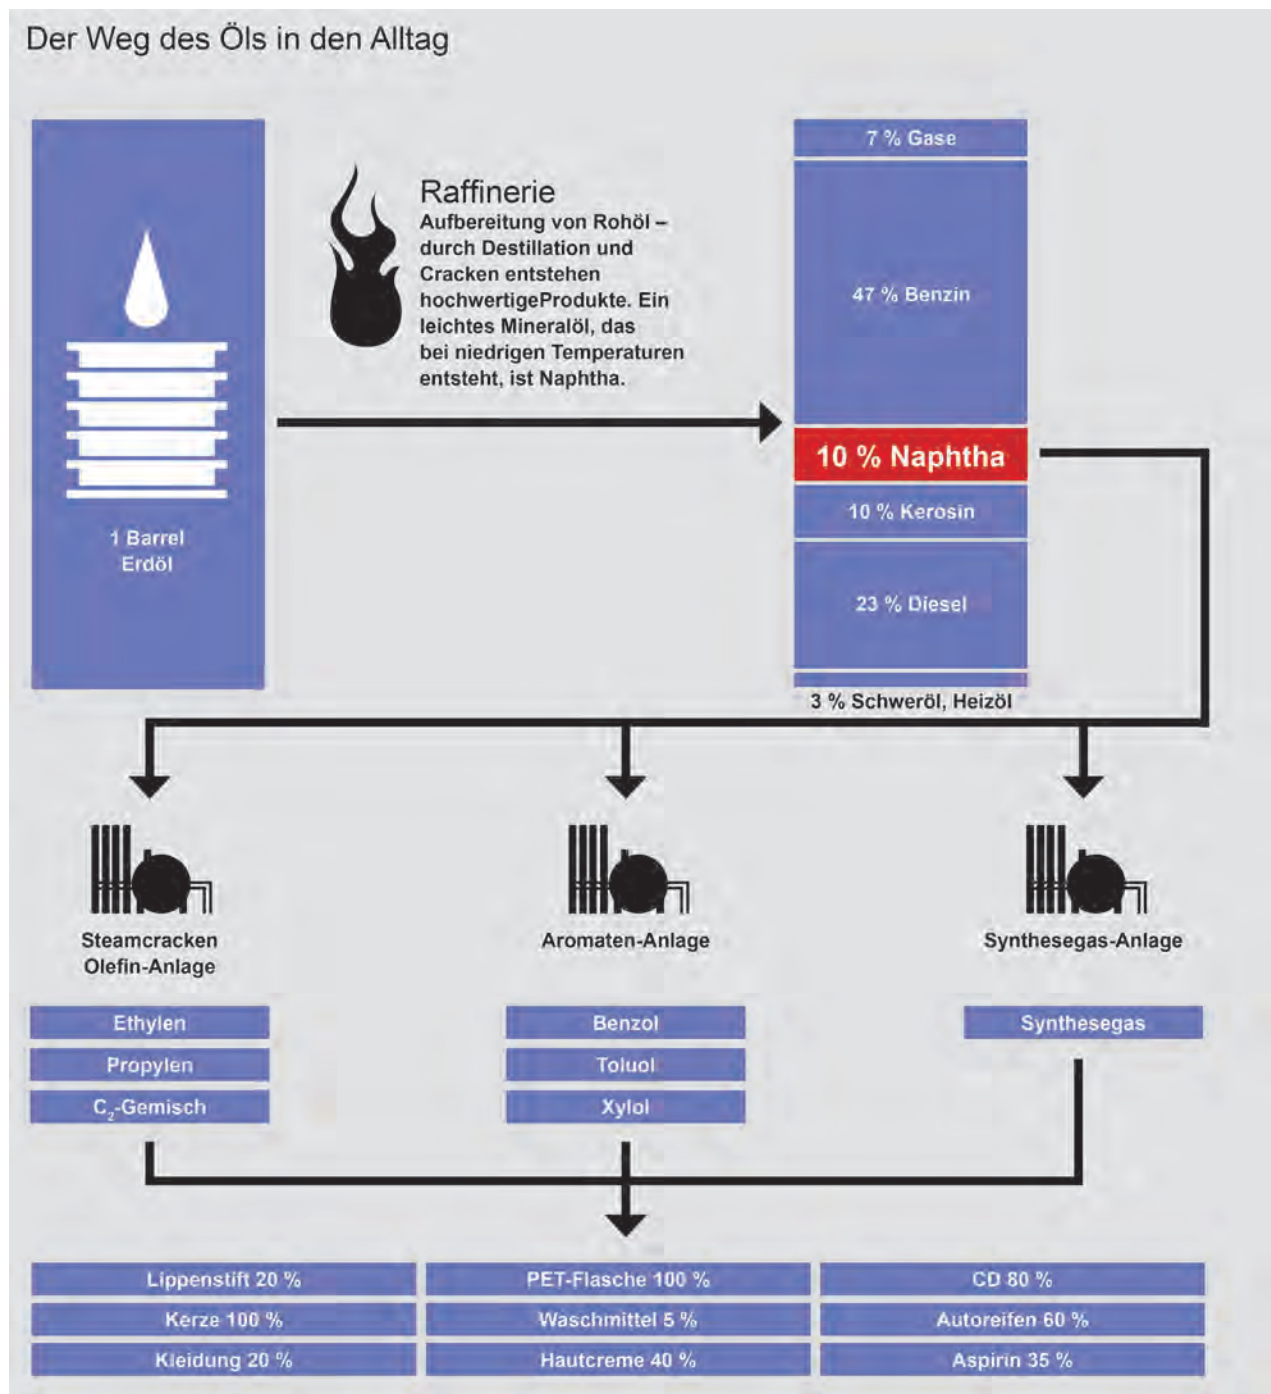 Der Weg des Öls in den Alltag
7 % Gase
Raffinerie
Aufbereitung von Rohöl –
durch Destillation und
Cracken entstehen
hochwertigeProdukte. Ein
leichtes Mineralöl, das
bei niedrigen Temperaturen
entsteht, ist Naphtha.
47 % Benzin
10 % Naphtha
10 % Kerosin
1 Barrel
Erdöl
23 % Diesel
3 % Schweröl, Heizöl
Steamcracken
Olefin-Anlage
Aromaten-Anlage
Synthesegas-Anlage
Ethylen
Propylen
C₂-Gemisch
Benzol
Toluol
Xylol
Synthesegas
Lippenstift 20 %
PET-Flasche 100 %
CD 80 %
Kerze 100 %
Waschmittel 5 %
Autoreifen 60 %
Kleidung 20 %
Hautcreme 40 %
Aspirin 35 %